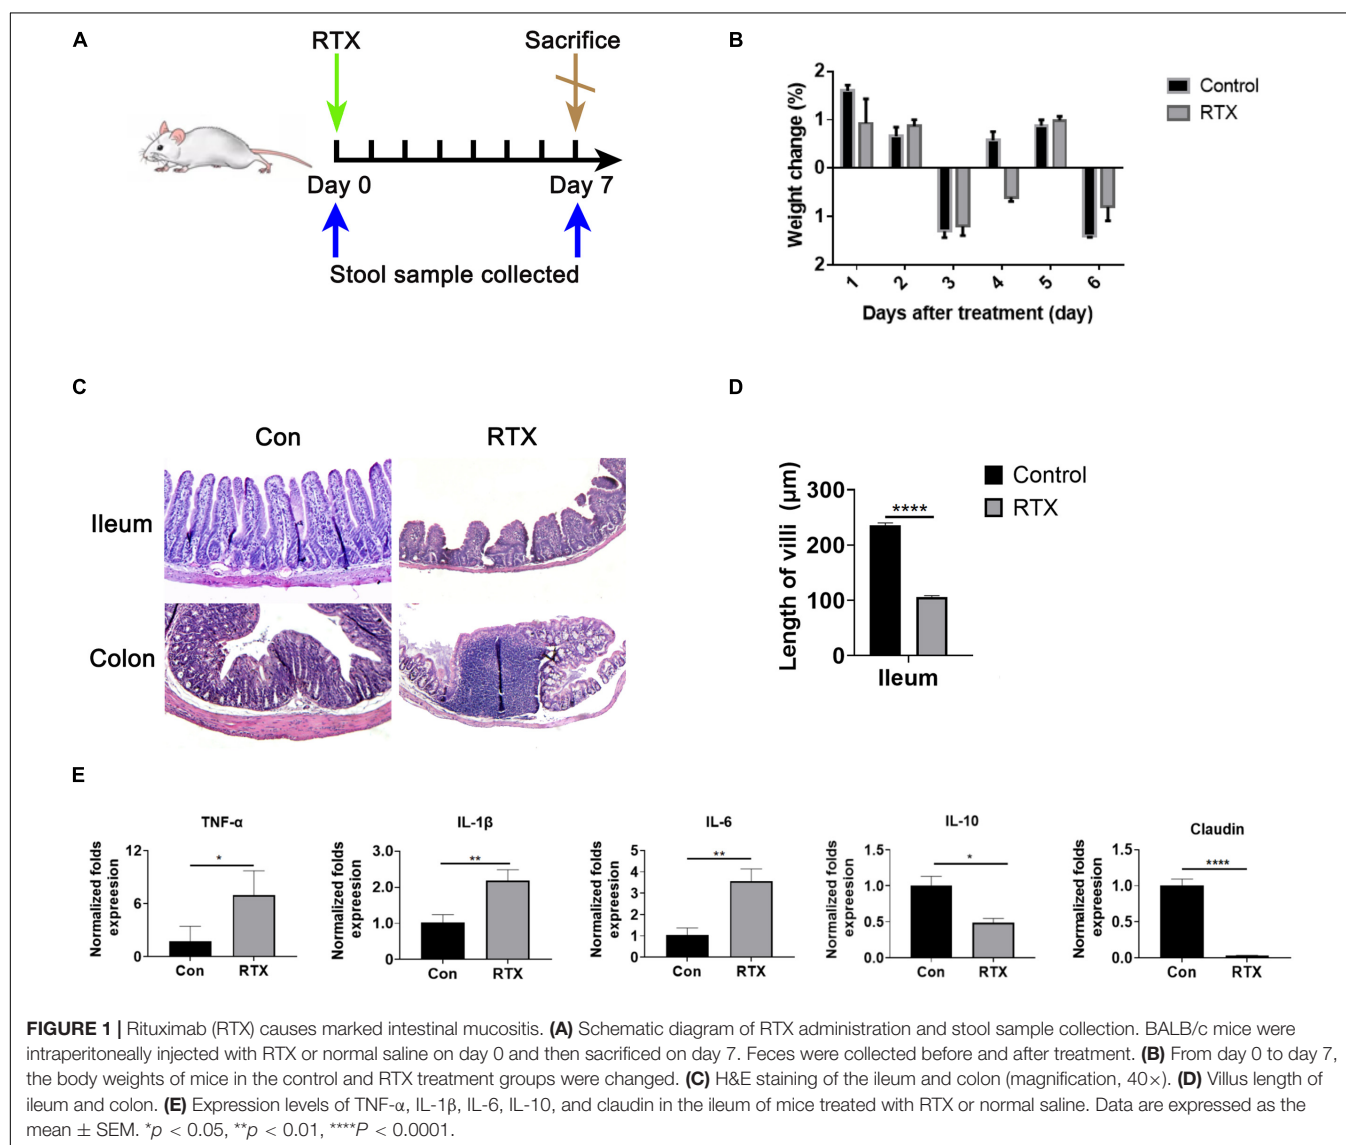 A
RTX
Sacrifice
Day 0
Day 7
Stool sample collected
B
Weight change (%)
2
1
0
1
2
1
2
3
4
5
6
Days after treatment (day)
Control
RTX
C
Con
RTX
Ileum
Colon
D
Length of villi (μm)
300
200
100
0
****
Ileum
Control
RTX
E
TNF-α
Normalized folds
expreesion
12
6
0
*
Con
RTX
IL-1β
Normalized folds
expreesion
3.0
2.0
1.0
0
**
Con
RTX
IL-6
Normalized folds
expreesion
5
4
3
2
1
0
**
Con
RTX
IL-10
Normalized folds
expreesion
1.5
1.0
0.5
0.0
*
Con
RTX
Claudin
Normalized folds
expreesion
1.5
1.0
0.5
0.0
****
Con
RTX
FIGURE 1 | Rituximab (RTX) causes marked intestinal mucositis. (A) Schematic diagram of RTX administration and stool sample collection. BALB/c mice were
intraperitoneally injected with RTX or normal saline on day 0 and then sacrificed on day 7. Feces were collected before and after treatment. (B) From day 0 to day 7,
the body weights of mice in the control and RTX treatment groups were changed. (C) H&E staining of the ileum and colon (magnification, 40×). (D) Villus length of
ileum and colon. (E) Expression levels of TNF-α, IL-1β, IL-6, IL-10, and claudin in the ileum of mice treated with RTX or normal saline. Data are expressed as the
mean ± SEM. *p < 0.05, **p < 0.01, ****P < 0.0001.